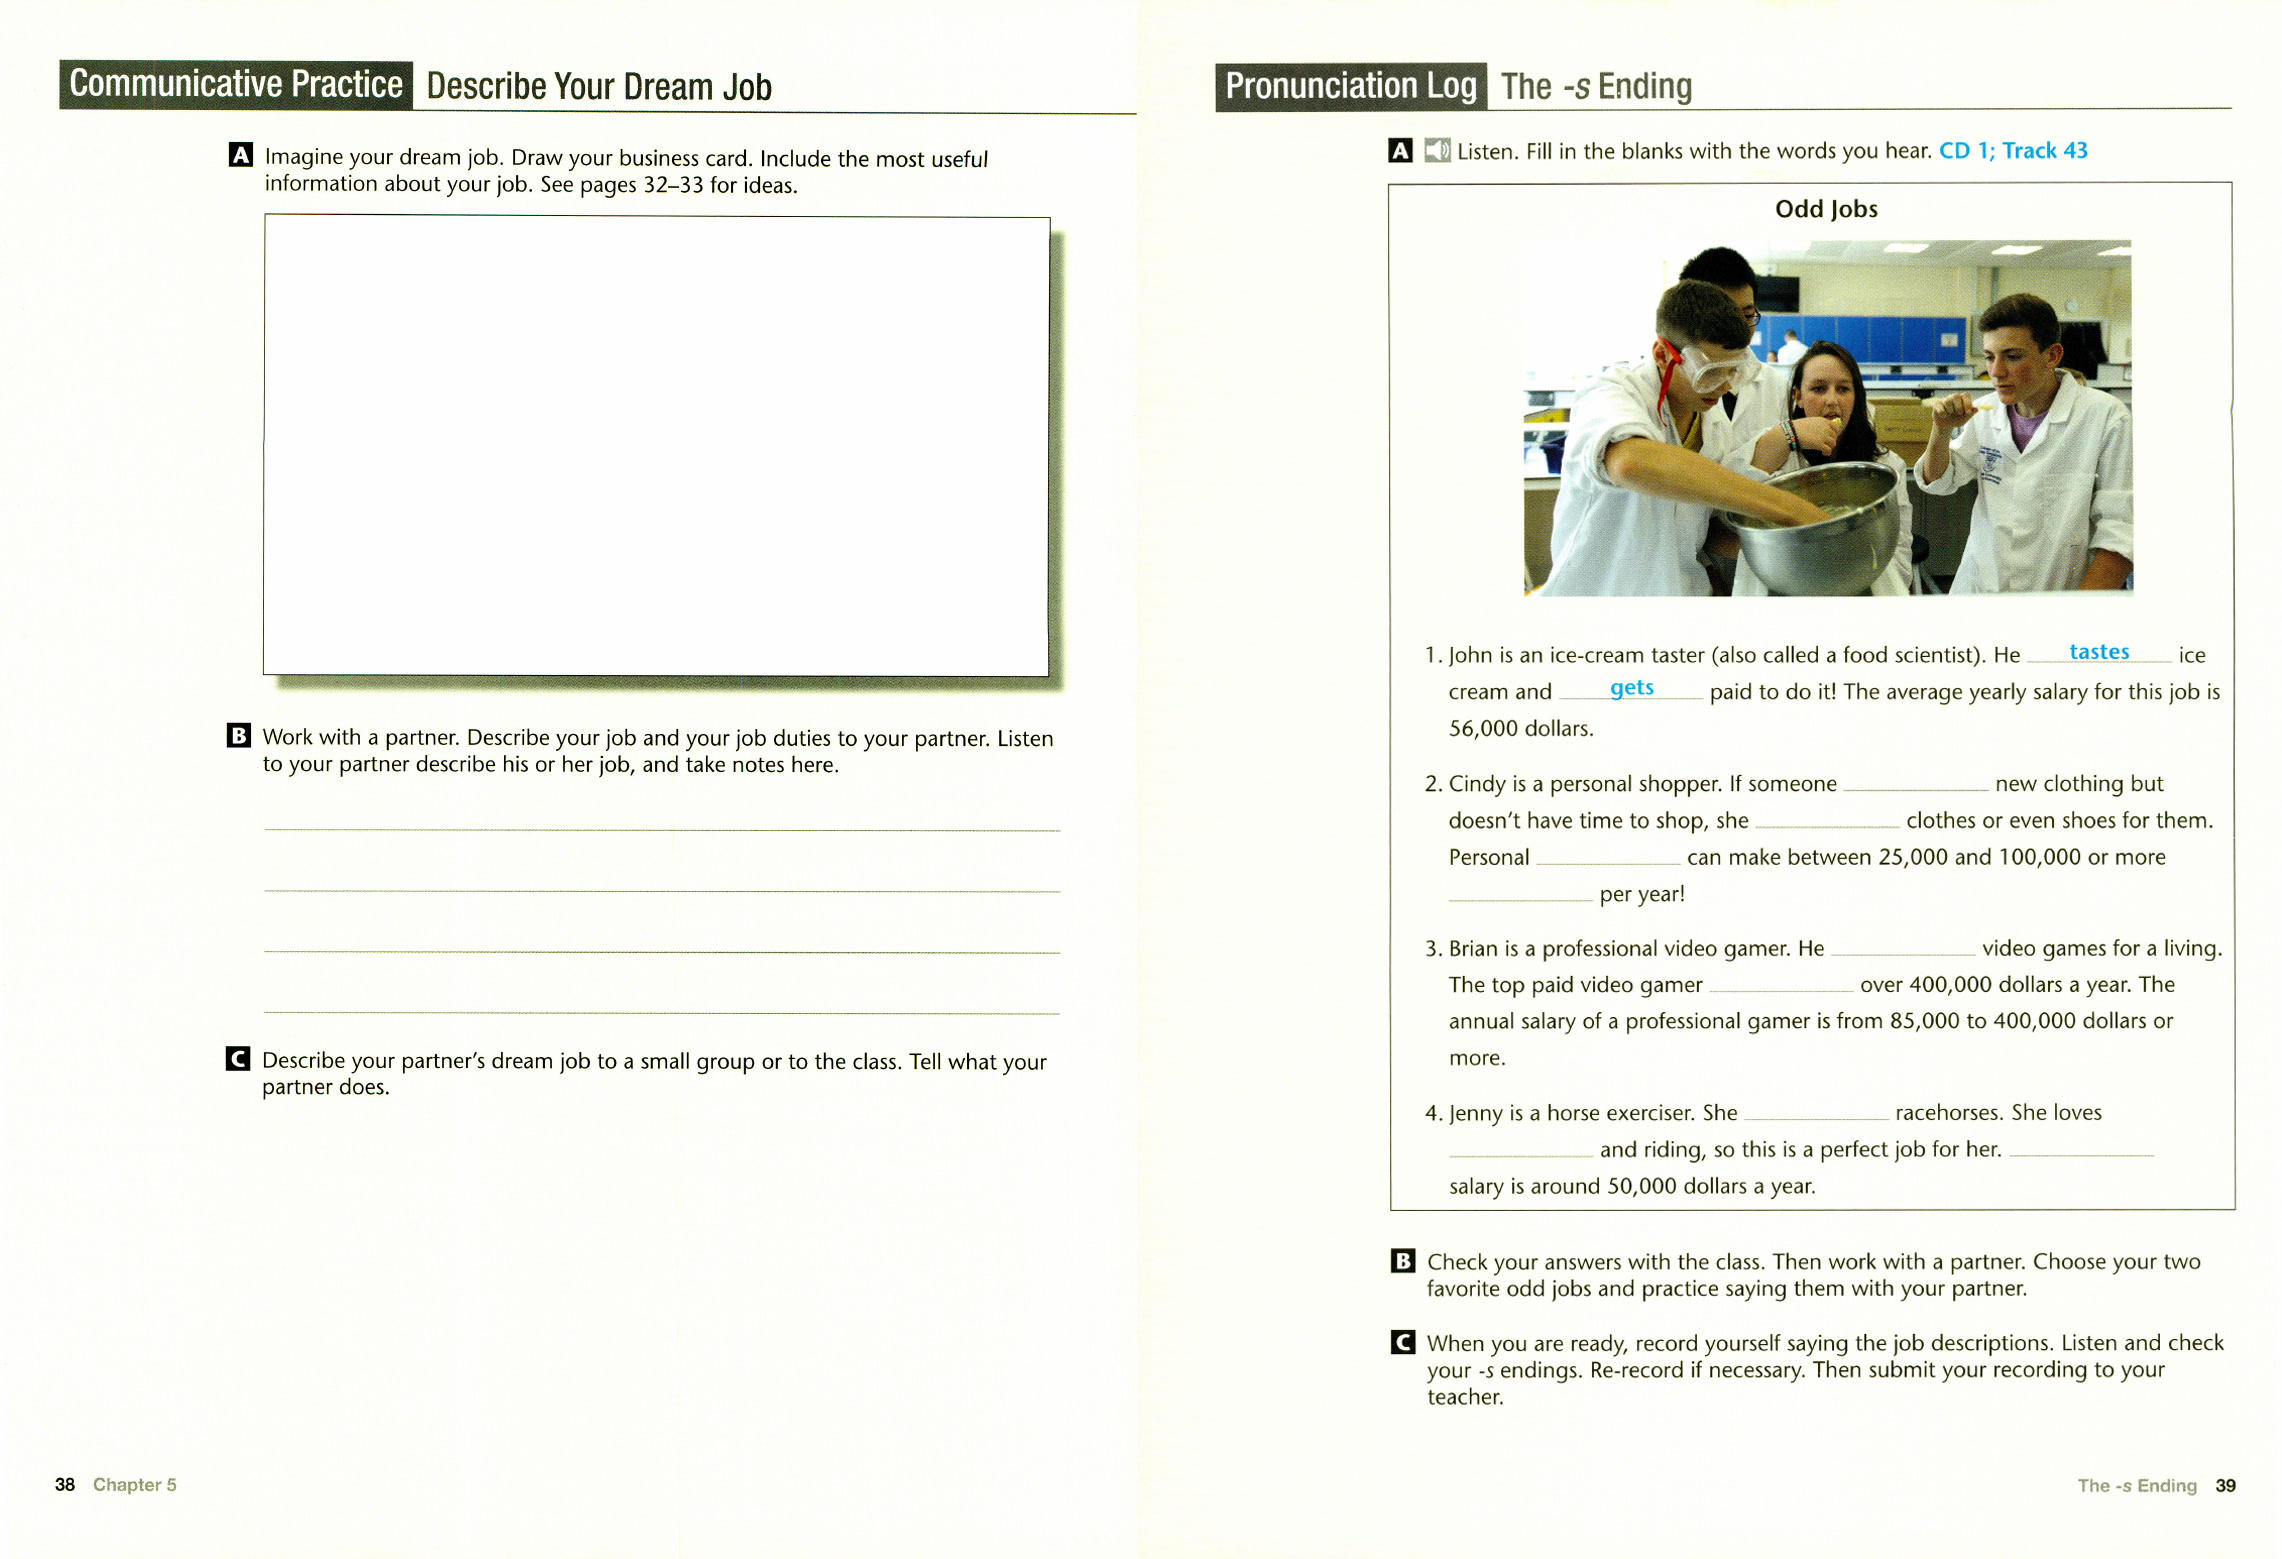 Communicative Practice Describe Your Dream Job
A Imagine your dream job. Draw your business card. Include the most useful
information about your job. See pages 32–33 for ideas.
B Work with a partner. Describe your job and your job duties to your partner. Listen
to your partner describe his or her job, and take notes here.
C Describe your partner's dream job to a small group or to the class. Tell what your
partner does.
38 Chapter 5
Pronunciation Log The -s Ending
A Listen. Fill in the blanks with the words you hear. CD 1; Track 43
Odd Jobs
1. John is an ice-cream taster (also called a food scientist). He tastes ice
cream and gets paid to do it! The average yearly salary for this job is
56,000 dollars.
2. Cindy is a personal shopper. If someone ____ new clothing but
doesn't have time to shop, she ____ clothes or even shoes for them.
Personal ____ can make between 25,000 and 100,000 or more
____ per year!
3. Brian is a professional video gamer. He ____ video games for a living.
The top paid video gamer ____ over 400,000 dollars a year. The
annual salary of a professional gamer is from 85,000 to 400,000 dollars or
more.
4. Jenny is a horse exerciser. She ____ racehorses. She loves
____ and riding, so this is a perfect job for her. ____
salary is around 50,000 dollars a year.
B Check your answers with the class. Then work with a partner. Choose your two
favorite odd jobs and practice saying them with your partner.
C When you are ready, record yourself saying the job descriptions. Listen and check
your -s endings. Re-record if necessary. Then submit your recording to your
teacher.
The -s Ending 39